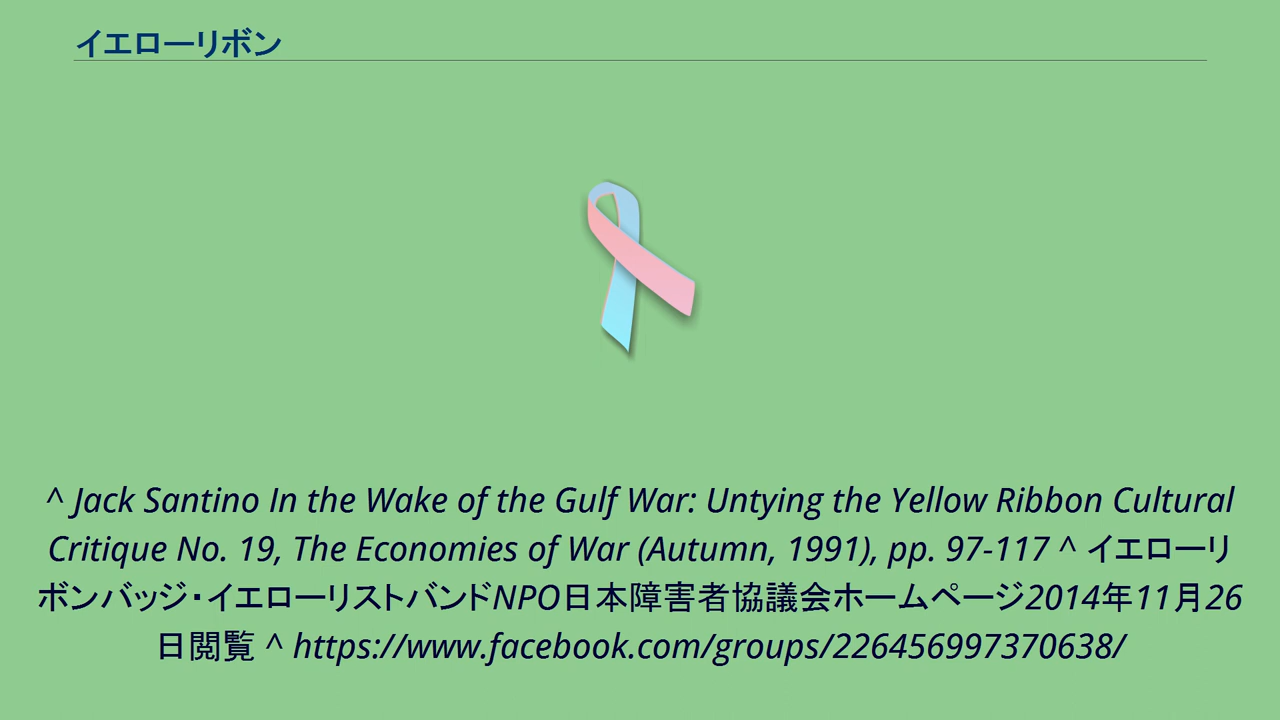 イエローリボン
^ Jack Santino In the Wake of the Gulf War: Untying the Yellow Ribbon Cultural
Critique No. 19, The Economies of War (Autumn, 1991), pp. 97-117 ^ イエローリ
ボンバッジ・イエローリストバンドNPO日本障害者協議会ホームページ2014年11月26
日閲覧 ^ https://www.facebook.com/groups/226456997370638/